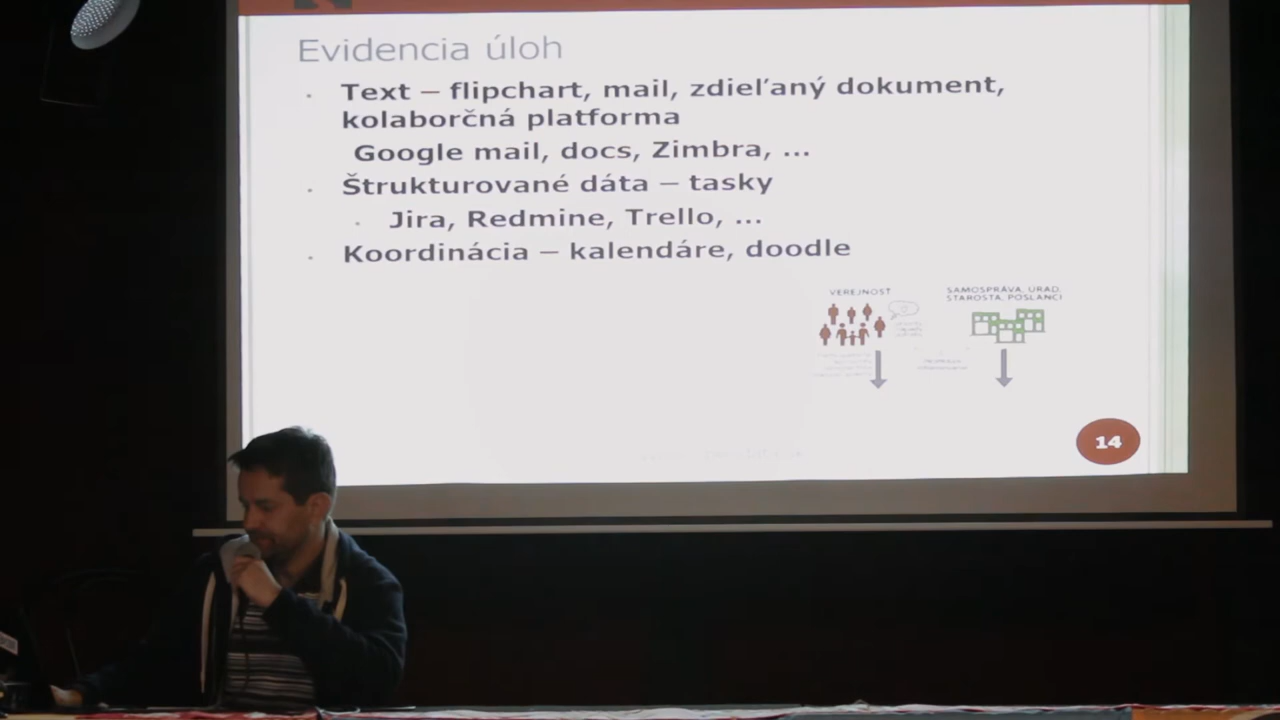 Evidencia úloh
Text – flipchart, mail, zdieľaný dokument,
kolaborčná platforma
Google mail, docs, Zimbra, ...
Štrukturované dáta – tasky
Jira, Redmine, Trello, ...
Koordinácia – kalendáre, doodle
VEREJNOSŤ
SAMOSPRÁVA, ÚRAD,
STAROSTA, POSLANCI
14